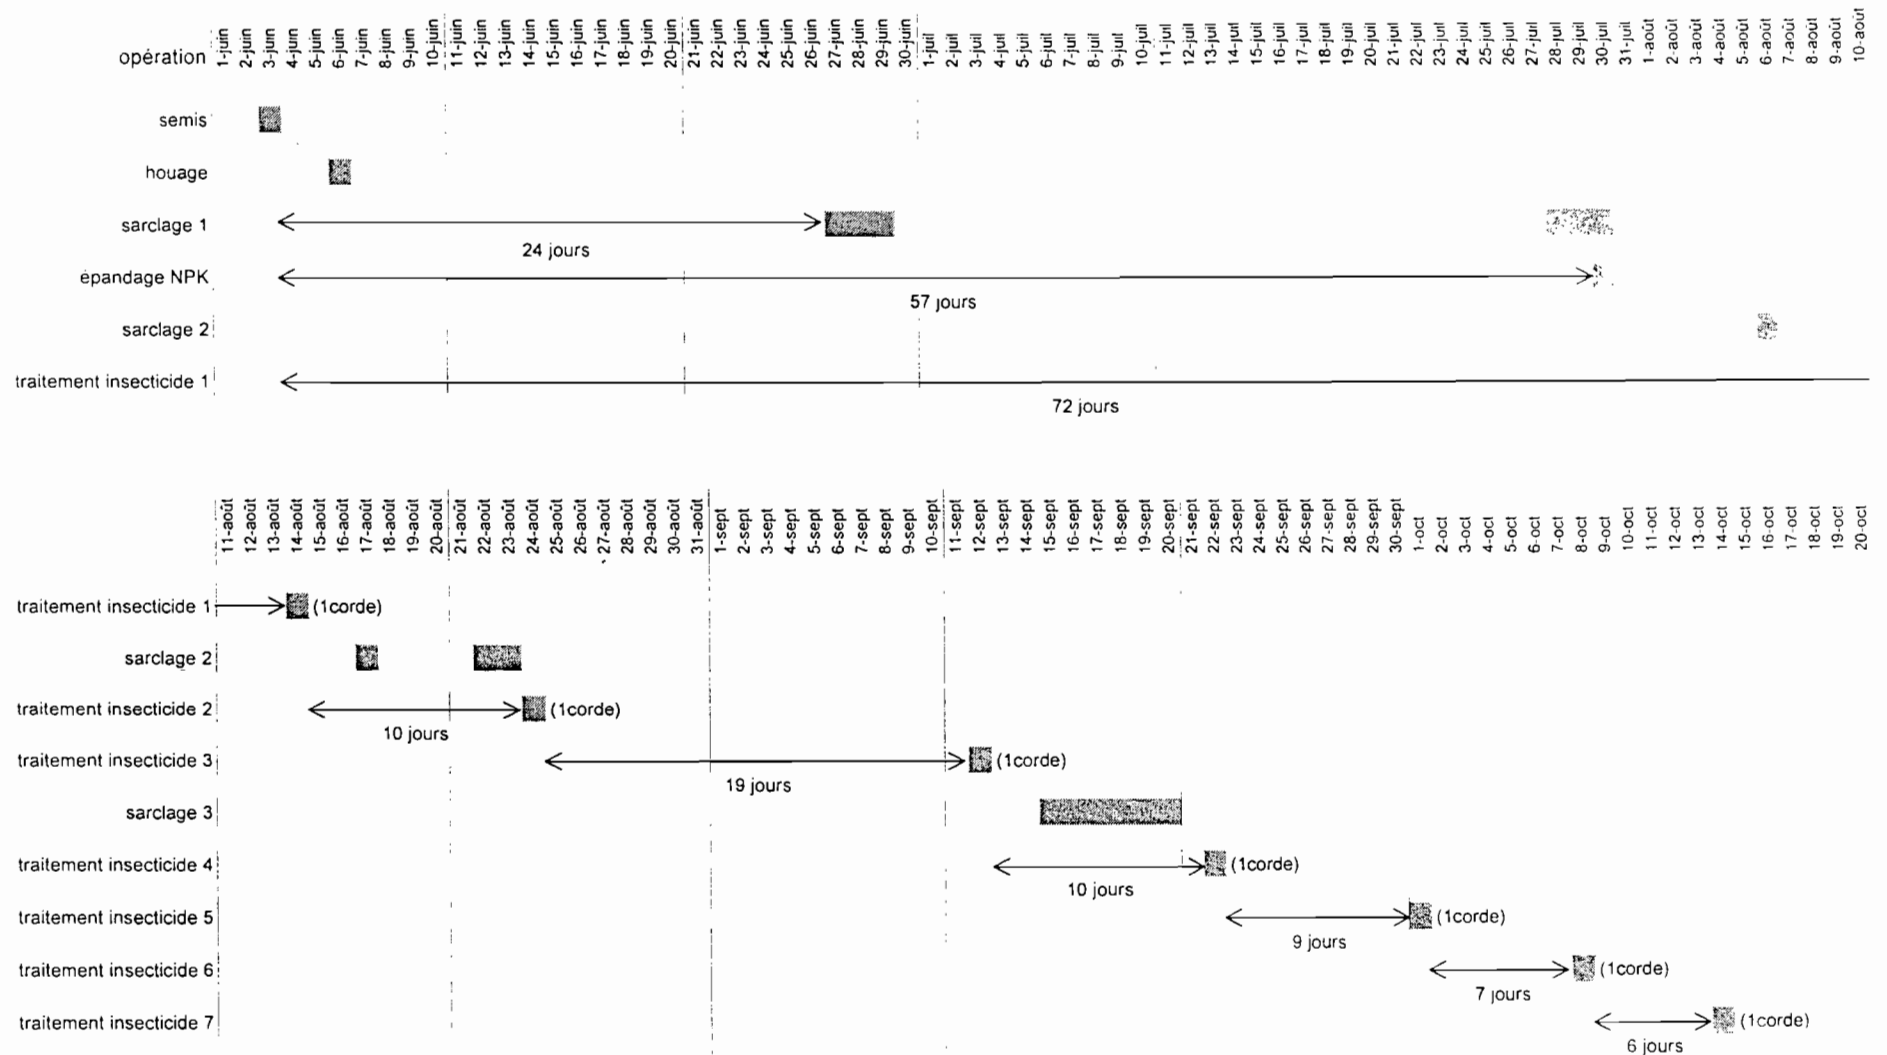 opération 1-juin 2-juin 3-juin 4-juin 5-juin 6-juin 7-juin 8-juin 9-juin 10-juin 11-juin 12-juin 13-juin 14-juin 15-juin 16-juin 17-juin 18-juin 19-juin 20-juin 21-juin 22-juin 23-juin 24-juin 25-juin 26-juin 27-juin 28-juin 29-juin 30-juin 1-juil 2-juil 3-juil 4-juil 5-juil 6-juil 7-juil 8-juil 9-juil 10-juil 11-juil 12-juil 13-juil 14-juil 15-juil 16-juil 17-juil 18-juil 19-juil 20-juil 21-juil 22-juil 23-juil 24-juil 25-juil 26-juil 27-juil 28-juil 29-juil 30-juil 31-juil 1-août 2-août 3-août 4-août 5-août 6-août 7-août 8-août 9-août 10-août
semis
houage
sarclage 1
24 jours
épandage NPK
57 jours
sarclage 2
traitement insecticide 1
72 jours
11-août 12-août 13-août 14-août 15-août 16-août 17-août 18-août 19-août 20-août 21-août 22-août 23-août 24-août 25-août 26-août 27-août 28-août 29-août 30-août 31-août 1-sept 2-sept 3-sept 4-sept 5-sept 6-sept 7-sept 8-sept 9-sept 10-sept 11-sept 12-sept 13-sept 14-sept 15-sept 16-sept 17-sept 18-sept 19-sept 20-sept 21-sept 22-sept 23-sept 24-sept 25-sept 26-sept 27-sept 28-sept 29-sept 30-sept 1-oct 2-oct 3-oct 4-oct 5-oct 6-oct 7-oct 8-oct 9-oct 10-oct 11-oct 12-oct 13-oct 14-oct 15-oct 16-oct 17-oct 18-oct 19-oct 20-oct
traitement insecticide 1 (1corde)
sarclage 2
traitement insecticide 2 (1corde)
10 jours
traitement insecticide 3 (1corde)
19 jours
sarclage 3
traitement insecticide 4 (1corde)
10 jours
traitement insecticide 5 (1corde)
9 jours
traitement insecticide 6 (1corde)
7 jours
traitement insecticide 7 (1corde)
6 jours